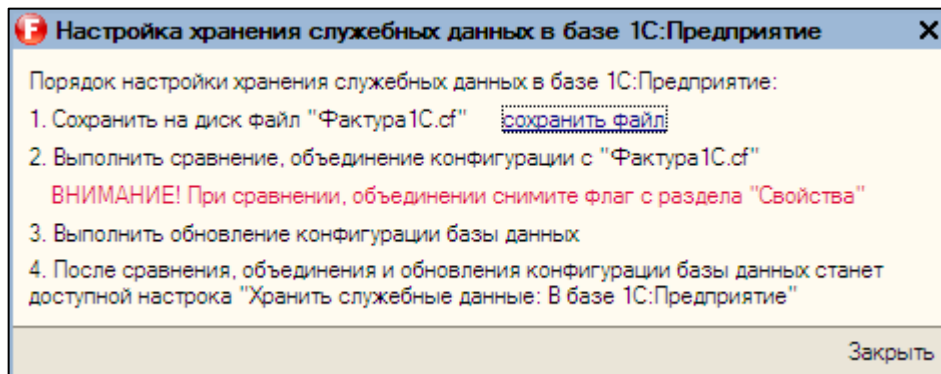 F Настройка хранения служебных данных в базе 1С:Предприятие
Порядок настройки хранения служебных данных в базе 1С:Предприятие:
1. Сохранить на диск файл "Фактура1С.cf" сохранить файл
2. Выполнить сравнение, объединение конфигурации с "Фактура1С.cf"
ВНИМАНИЕ! При сравнении, объединении снимите флаг с раздела "Свойства"
3. Выполнить обновление конфигурации базы данных
4. После сравнения, объединения и обновления конфигурации базы данных станет
доступной настрока "Хранить служебные данные: В базе 1С:Предприятие"
Закрыть